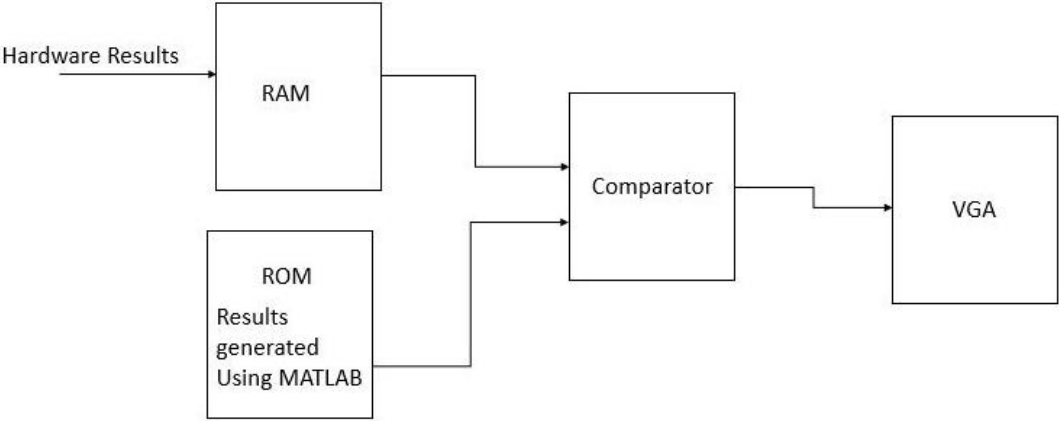 Hardware Results
RAM
Comparator
VGA
ROM
Results
generated
Using MATLAB